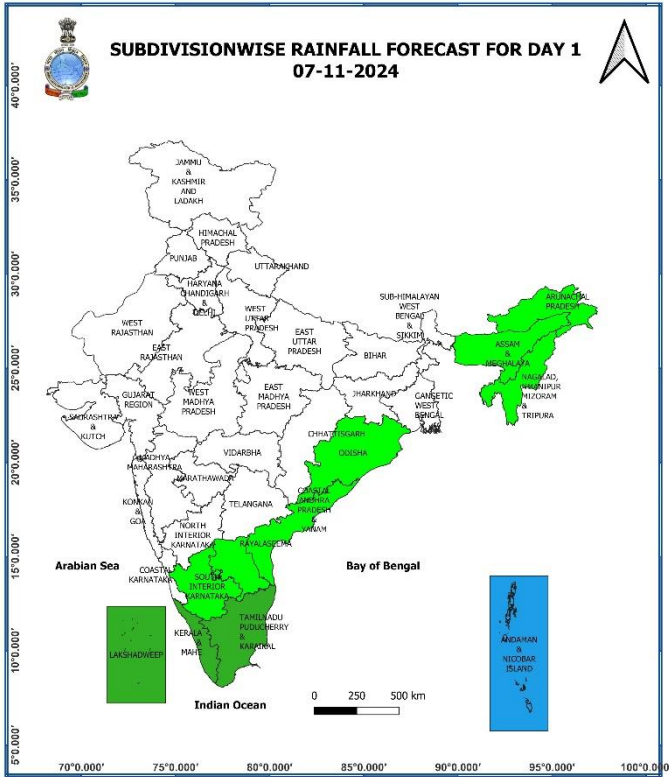 SUBDIVISIONWISE RAINFALL FORECAST FOR DAY 1
07-11-2024
40°0.000'
35°0.000'
30°0.000'
25°0.000'
20°0.000'
15°0.000'
10°0.000'
5°0.000'
JAMMU
&
KASHMIR
AND
LADAKH
HIMACHAL
PRADESH
PUNJAB
UTTARAKHAND
HARYANA
CHANDIGARH
&
DELHI
WEST
RAJASTHAN
EAST
RAJASTHAN
WEST
UTTAR
PRADESH
EAST
UTTAR
PRADESH
SUB-HIMALAYAN
WEST
BENGAL
&
SIKKIM
ARUNACHAL
PRADESH
ASSAM
&
MEGHALAYA
NAGALAD,
MANIPUR
MIZORAM
&
TRIPURA
BIHAR
JHARKHAND
GANGETIC
WEST
BENGAL
GUJARAT
REGION
SAURASHTRA
&
KUTCH
WEST
MADHYA
PRADESH
EAST
MADHYA
PRADESH
CHHATTISGARH
ODISHA
VIDARBHA
MADHYA
MAHARASHTRA
MARATHAWADA
KONKAN
&
GOA
TELANGANA
COASTAL
ANDHRA
PRADESH
&
YANAM
NORTH
INTERIOR
KARNATAKA
RAYALASEEMA
COASTAL
KARNATAKA
SOUTH
INTERIOR
KARNATAKA
Arabian Sea
Bay of Bengal
LAKSHADWEEP
KERALA
&
MAHE
TAMILNADU
PUDUCHERRY
&
KARAIKAL
ANDAMAN
&
NICOBAR
ISLAND
Indian Ocean
0 250 500 km
70°0.000' 75°0.000' 80°0.000' 85°0.000' 90°0.000' 95°0.000' 100°0.000'